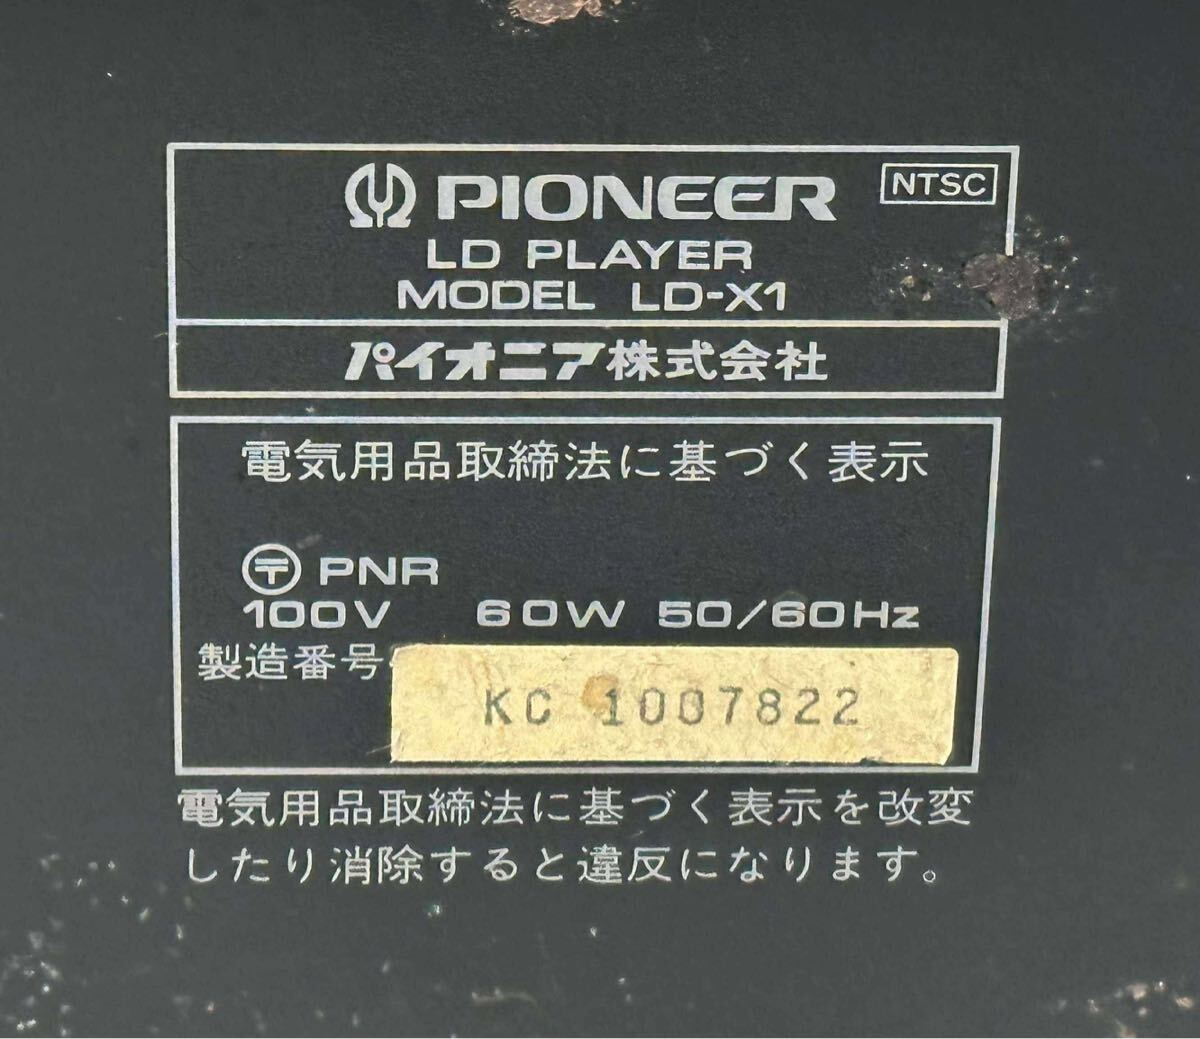 PIONEER NTSC
LD PLAYER
MODEL LD-X1
パイオニア株式会社
電気用品取締法に基づく表示
〶 PNR
100V 60W 50/60Hz
製造番号 KC 1007822
電気用品取締法に基づく表示を改変
したり消除すると違反になります。